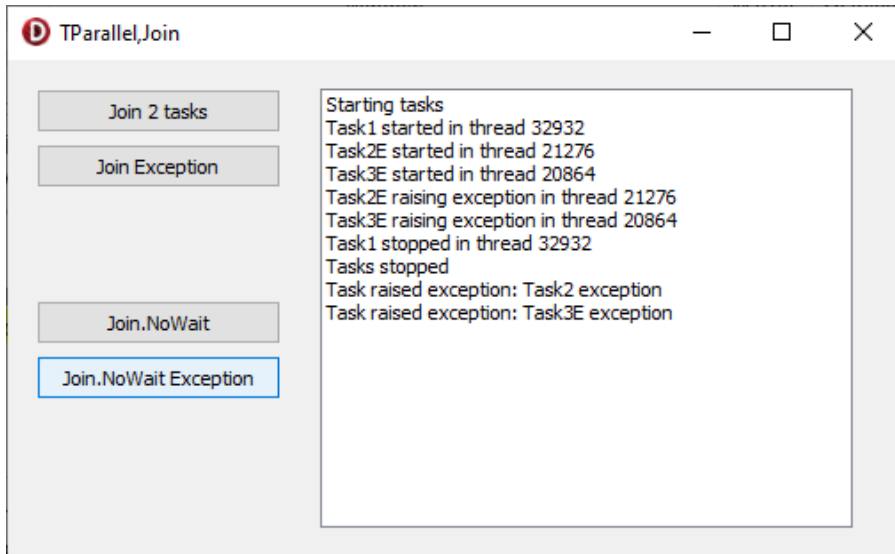 TParallel,Join
Join 2 tasks
Join Exception
Join.NoWait
Join.NoWait Exception
Starting tasks
Task1 started in thread 32932
Task2E started in thread 21276
Task3E started in thread 20864
Task2E raising exception in thread 21276
Task3E raising exception in thread 20864
Task1 stopped in thread 32932
Tasks stopped
Task raised exception: Task2 exception
Task raised exception: Task3E exception